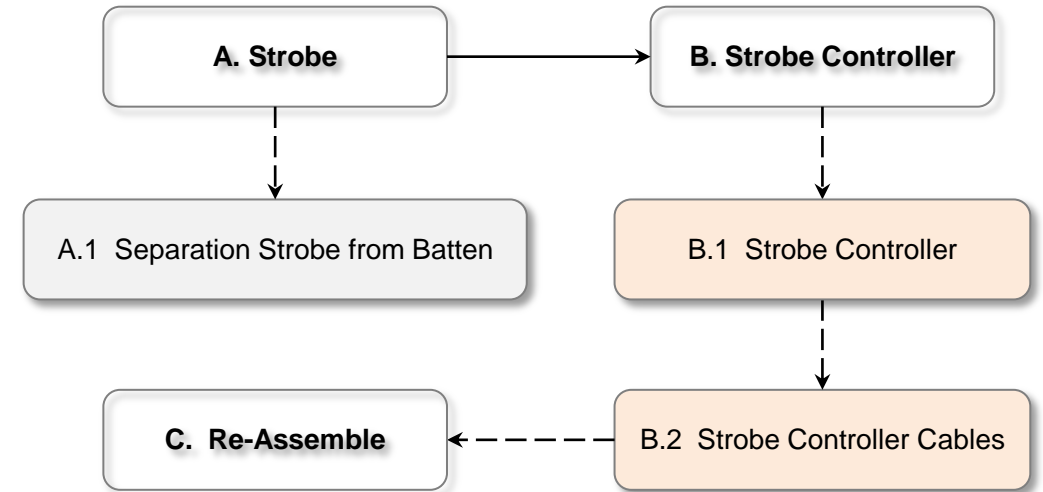 A. Strobe
B. Strobe Controller
A.1 Separation Strobe from Batten
B.1 Strobe Controller
C. Re-Assemble
B.2 Strobe Controller Cables